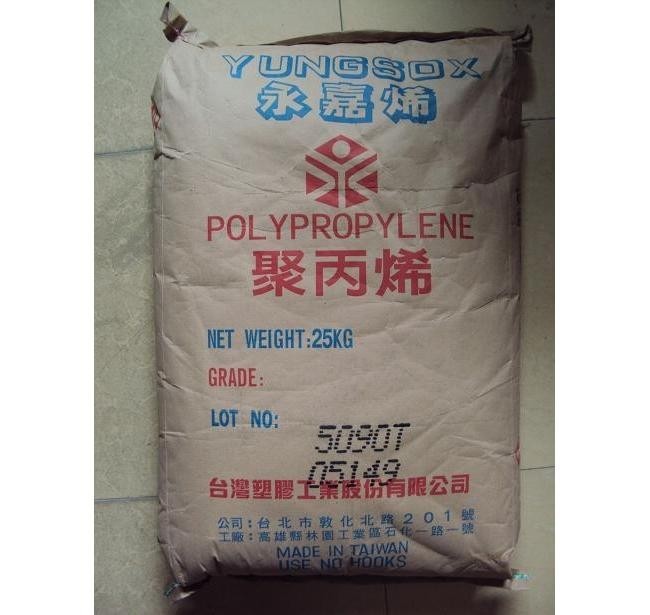 YUNGSOX
永嘉烯
POLYPROPYLENE
聚丙烯
NET WEIGHT:25KG
GRADE:
LOT NO:
5090T
05149
台灣塑膠工業股份有限公司
公司:台北市敦化北路201號
工廠:高雄縣林園工業區石化一路一號
MADE IN TAIWAN
USE NO HOOKS